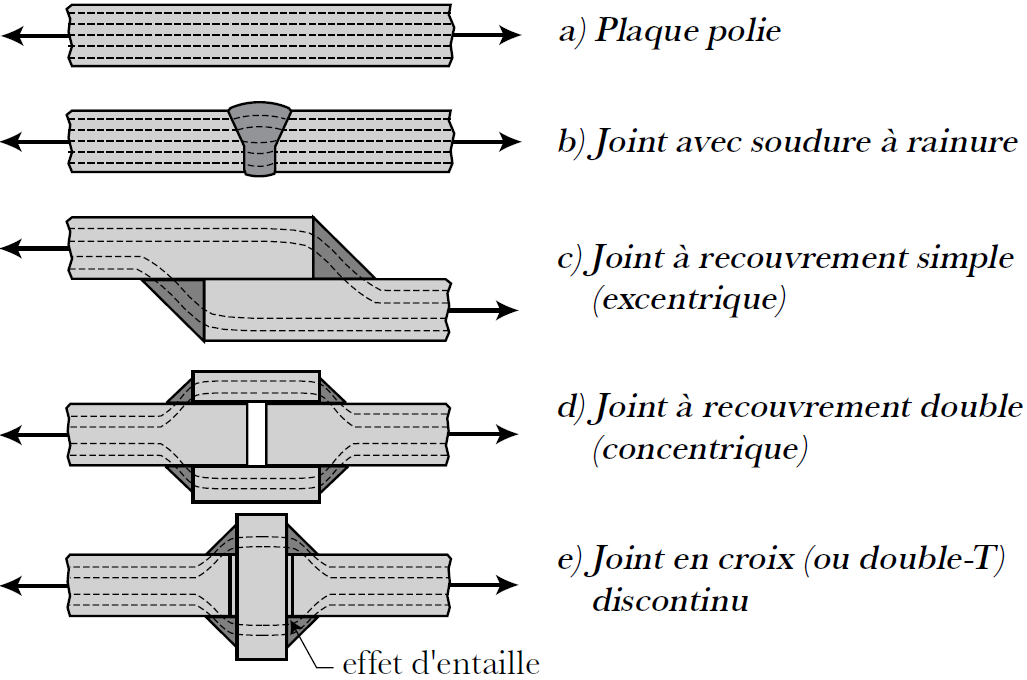 a) Plaque polie
b) Joint avec soudure à rainure
c) Joint à recouvrement simple
(excentrique)
d) Joint à recouvrement double
(concentrique)
e) Joint en croix (ou double-T)
discontinu
effet d'entaille